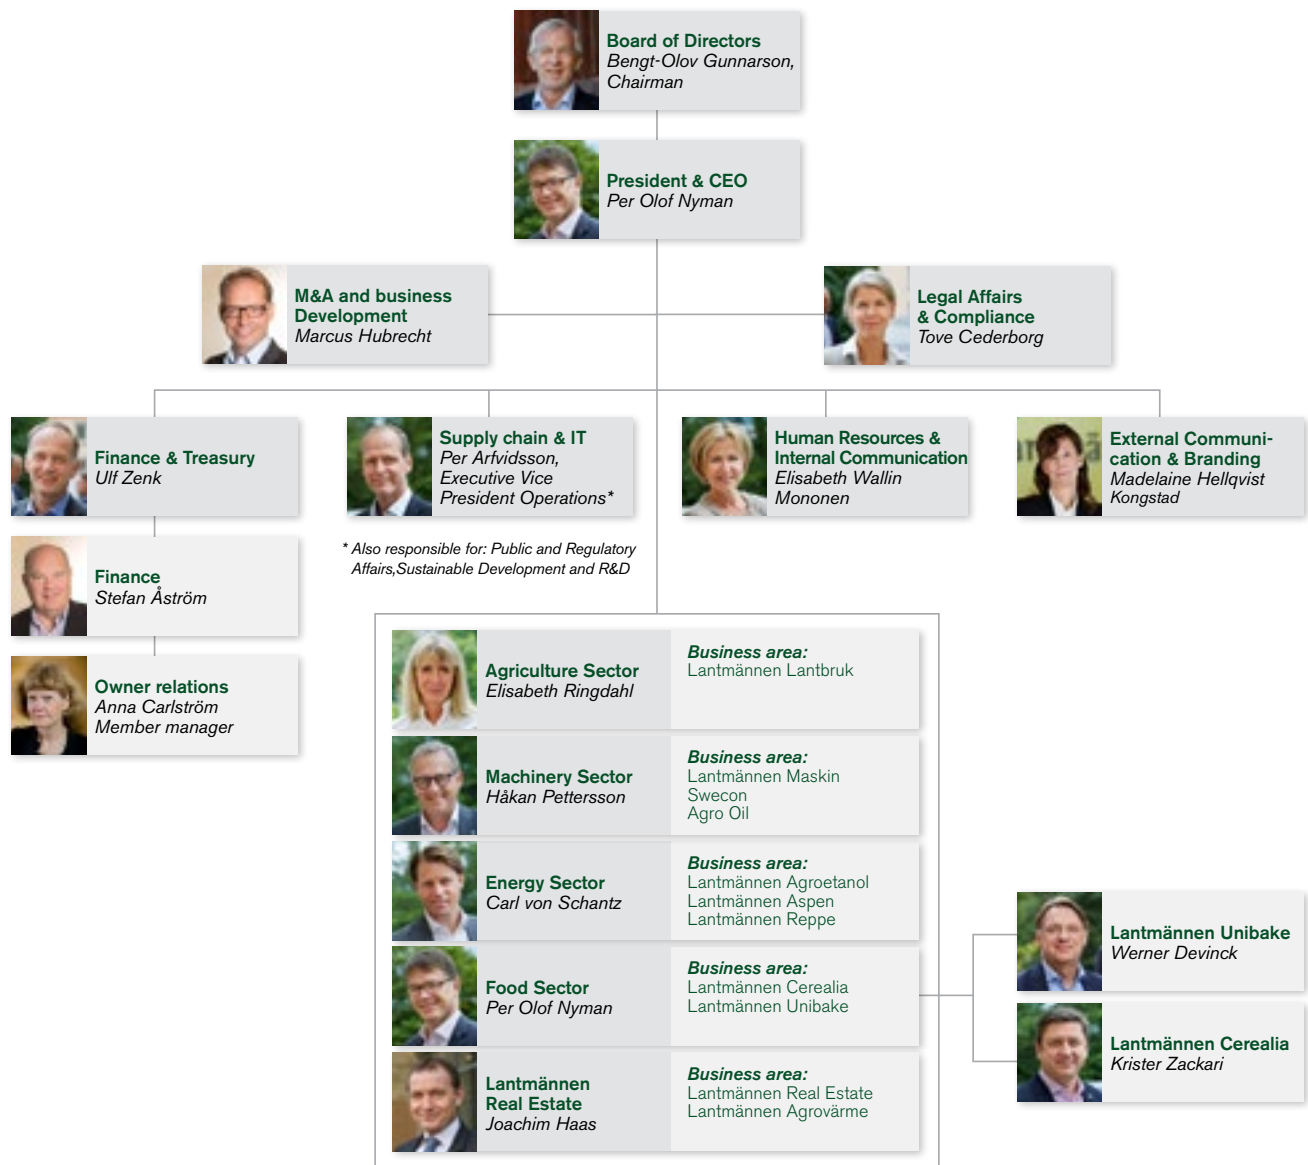 Board of Directors
Bengt-Olov Gunnarson,
Chairman
President & CEO
Per Olof Nyman
M&A and business
Development
Marcus Hubrecht
Legal Affairs
& Compliance
Tove Cederborg
Finance & Treasury
Ulf Zenk
Supply chain & IT
Per Arfvidsson,
Executive Vice
President Operations*
Human Resources &
Internal Communication
Elisabeth Wallin
Mononen
External Communi-
cation & Branding
Madelaine Hellqvist
Kongstad
* Also responsible for: Public and Regulatory
Affairs,Sustainable Development and R&D
Finance
Stefan Åström
Owner relations
Anna Carlström
Member manager
Agriculture Sector
Elisabeth Ringdahl
Business area:
Lantmännen Lantbruk
Machinery Sector
Håkan Pettersson
Business area:
Lantmännen Maskin
Swecon
Agro Oil
Energy Sector
Carl von Schantz
Business area:
Lantmännen Agroetanol
Lantmännen Aspen
Lantmännen Reppe
Food Sector
Per Olof Nyman
Business area:
Lantmännen Cerealia
Lantmännen Unibake
Lantmännen Unibake
Werner Devinck
Lantmännen Cerealia
Krister Zackari
Lantmännen
Real Estate
Joachim Haas
Business area:
Lantmännen Real Estate
Lantmännen Agrovärme